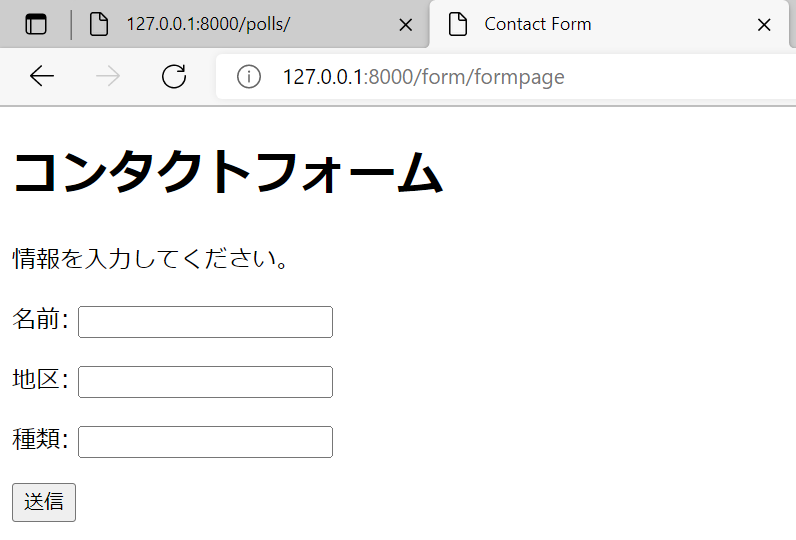 127.0.0.1:8000/polls/
Contact Form
127.0.0.1:8000/form/formpage
コンタクトフォーム
情報を入力してください。
名前:
地区:
種類:
送信